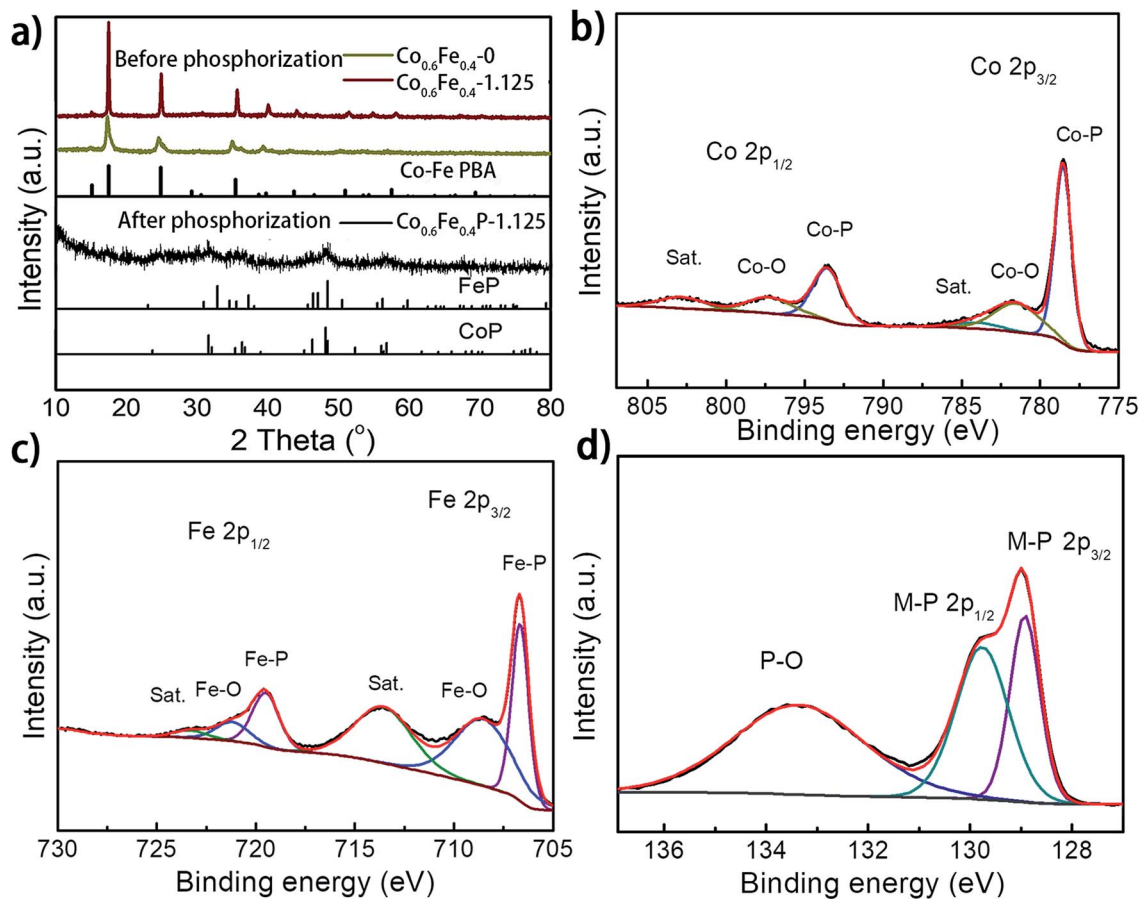 a)
Before phosphorization
Co0.6Fe0.4-0
Co0.6Fe0.4-1.125
Co-Fe PBA
After phosphorization
Co0.6Fe0.4P-1.125
FeP
CoP
Intensity (a.u.)
10 20 30 40 50 60 70 80
2 Theta (o)
b)
Co 2p3/2
Co-P
Co 2p1/2
Co-P
Sat.
Co-O
Sat.
Co-O
Intensity (a.u.)
805 800 795 790 785 780 775
Binding energy (eV)
c)
Fe 2p3/2
Fe 2p1/2
Fe-P
Fe-P
Sat.
Fe-O
Sat.
Fe-O
Intensity (a.u.)
730 725 720 715 710 705
Binding energy (eV)
d)
M-P 2p3/2
M-P 2p1/2
P-O
Intensity (a.u.)
136 134 132 130 128
Binding energy (eV)